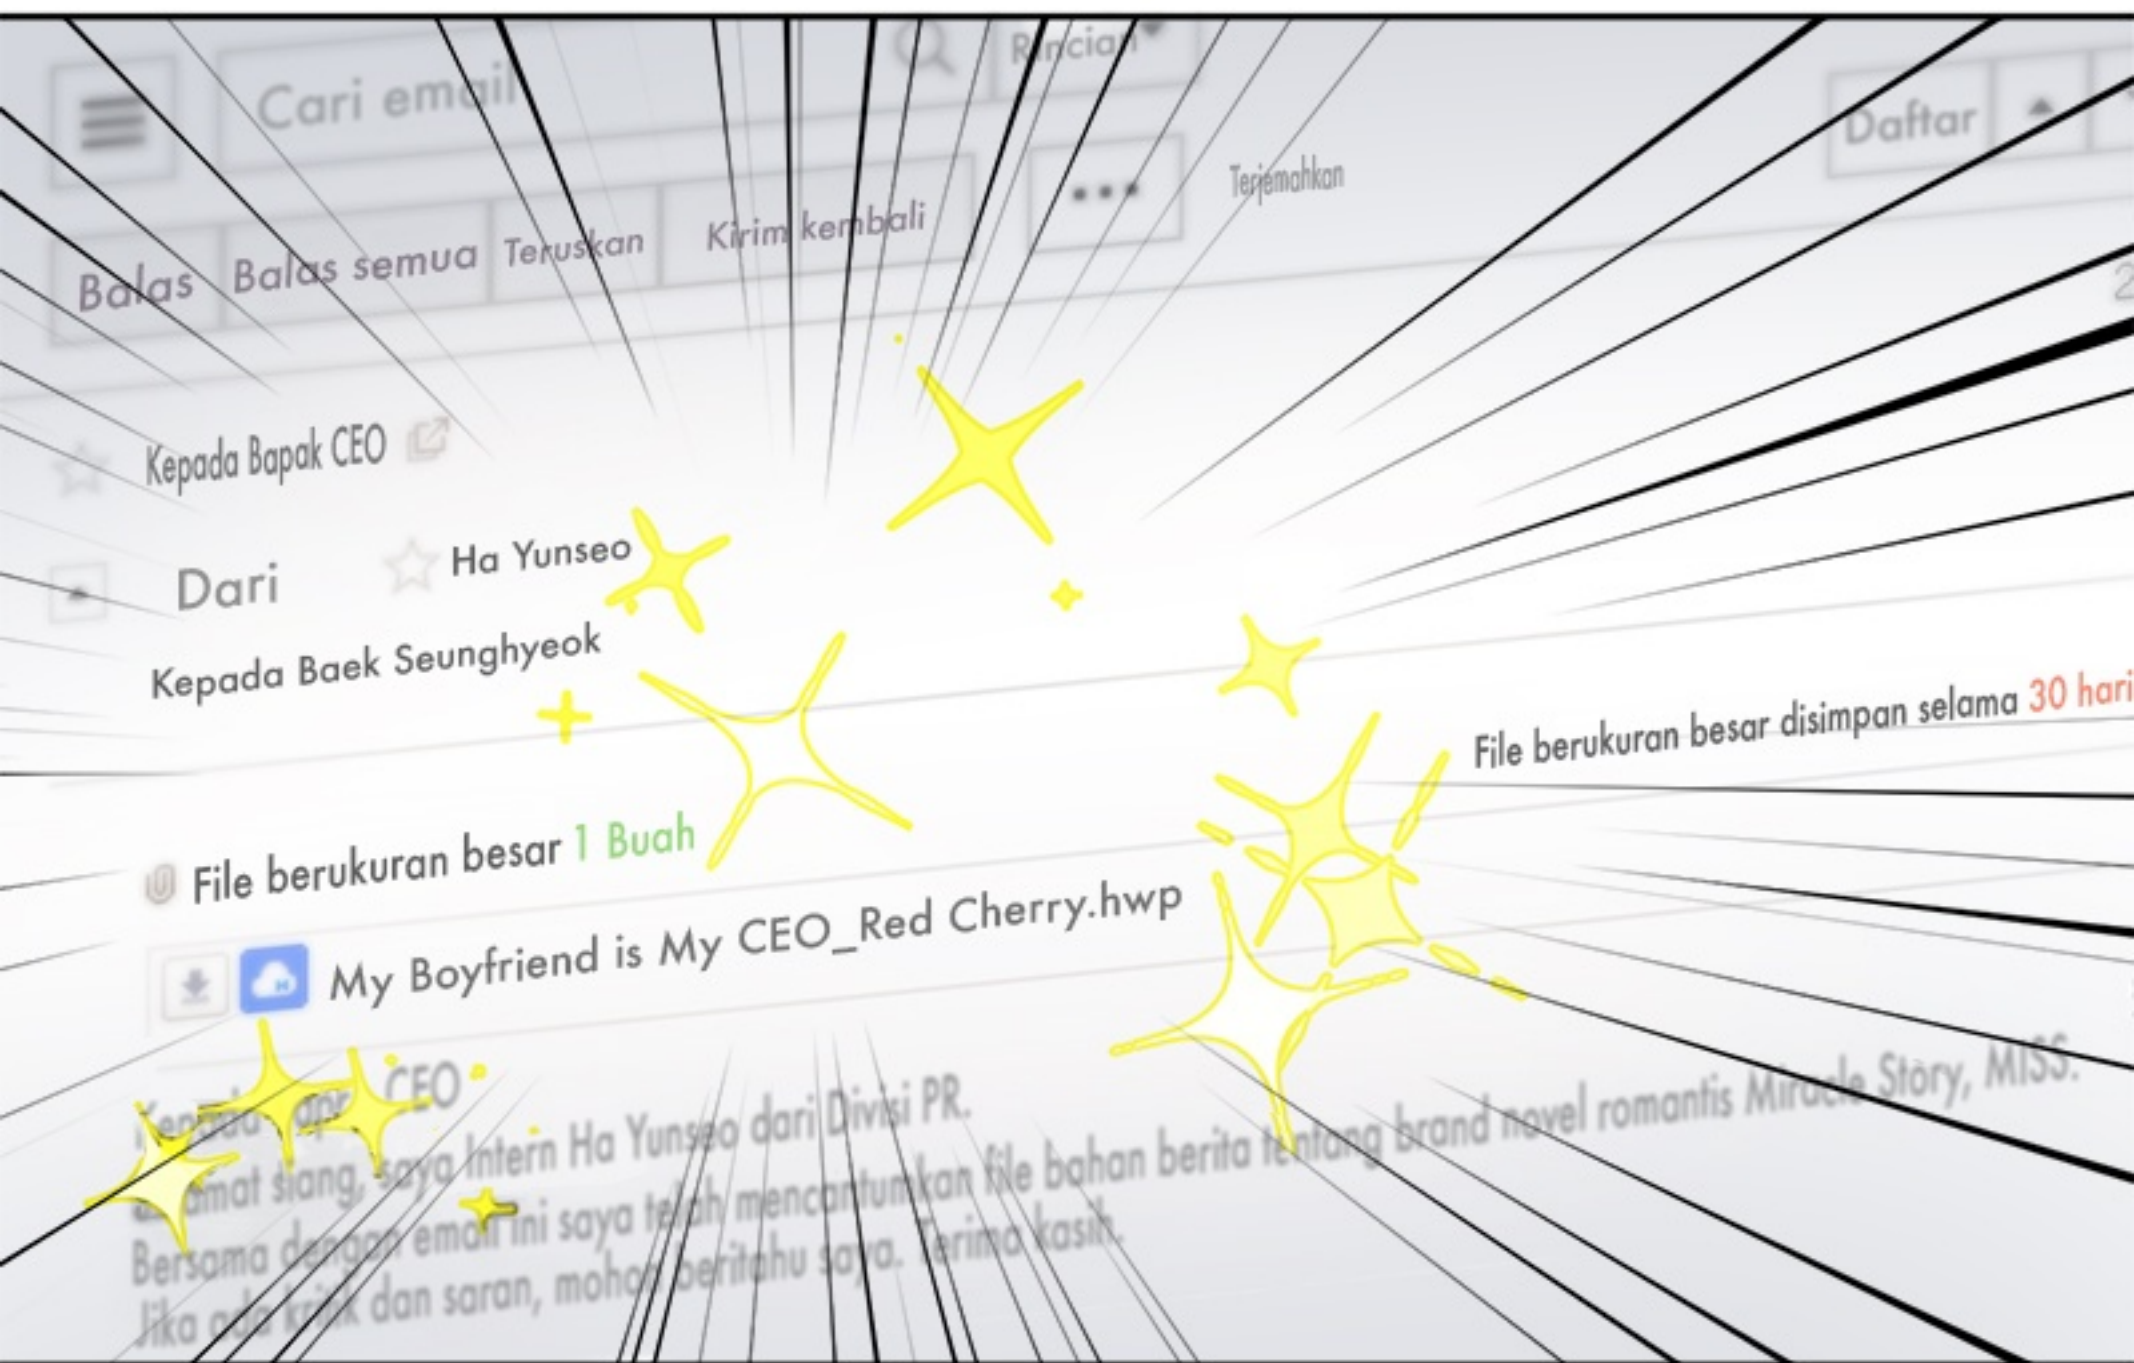 Cari email
Rincian
Daftar
Balas
Balas semua
Teruskan
Kirim kembali
Terjemahkan
2
Kepada Bapak CEO
Dari
Ha Yunseo
Kepada Baek Seunghyeok
File berukuran besar disimpan selama 30 hari
File berukuran besar 1 Buah
My Boyfriend is My CEO_Red Cherry.hwp
Kepada CEO
siang, saya Intern Ha Yunseo dari Divisi PR.
Bersama dengan email ini saya telah mencantumkan file bahan berita tentang brand novel romantis Miracle Story, MISS.
Jika ada kritik dan saran, mohon beritahu saya. Terima kasih.